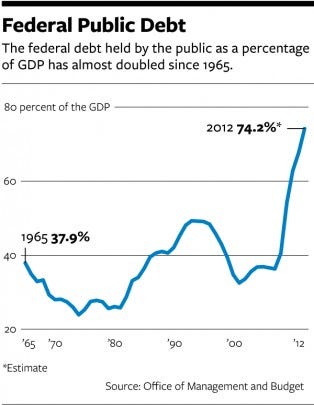 Federal Public Debt
The federal debt held by the public as a percentage
of GDP has almost doubled since 1965.
80 percent of the GDP
2012 74.2%*
60
1965 37.9%
40
20
'65 '70 '80 '90 '00 '12
*Estimate
Source: Office of Management and Budget